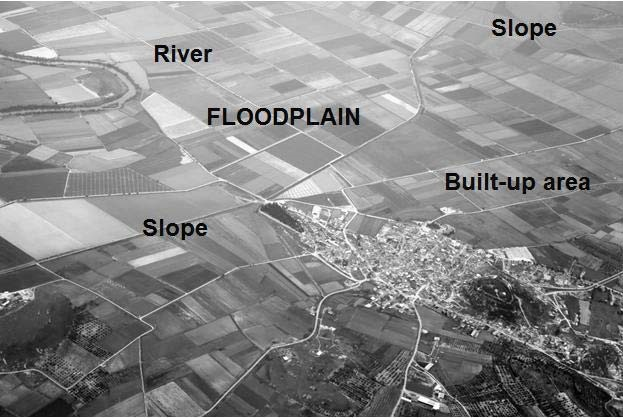 Slope
River
FLOODPLAIN
Built-up area
Slope